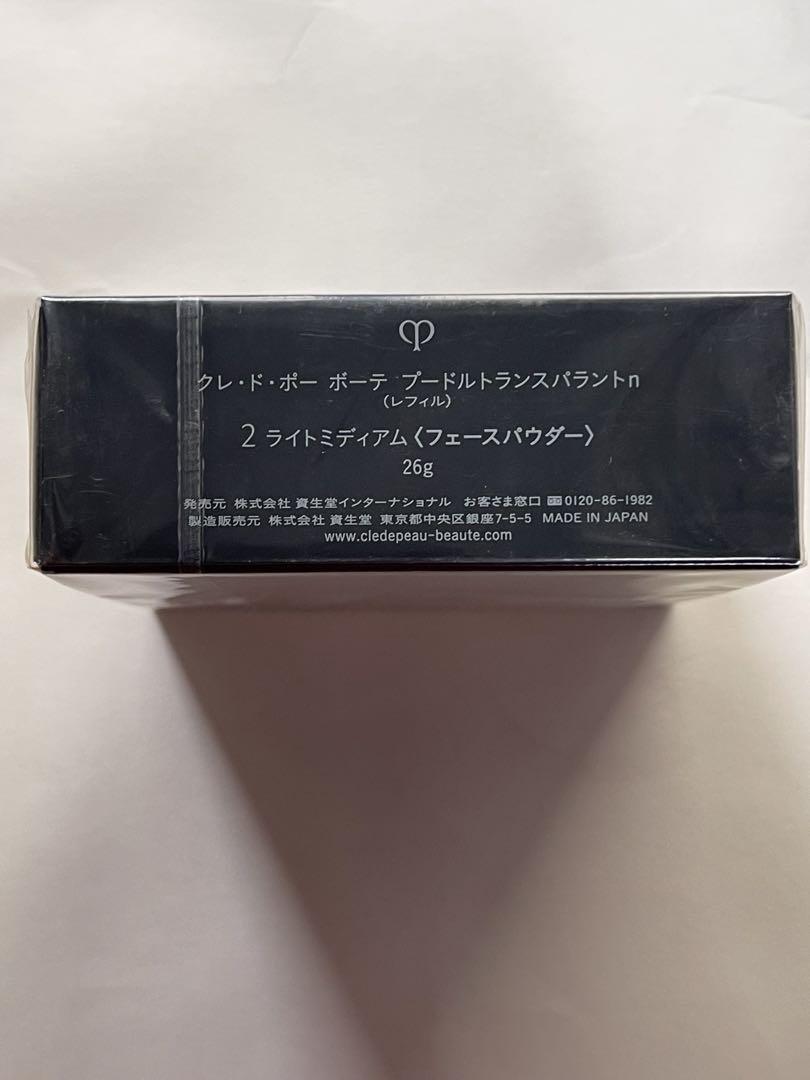 クレ・ド・ポー ボーテ プードルトランスパラントn
(レフィル)
2 ライトミディアム〈フェースパウダー〉
26g
発売元 株式会社 資生堂インターナショナル お客さま窓口 0120-86-1982
製造販売元 株式会社 資生堂 東京都中央区銀座7-5-5 MADE IN JAPAN
www.cledepeau-beaute.com